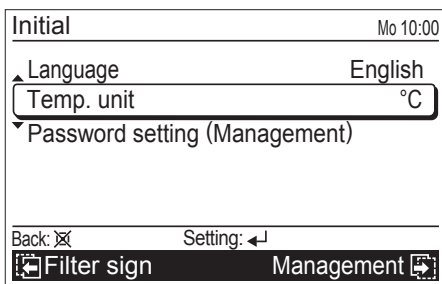 Initial Mo 10:00
Language English
Temp. unit °C
Password setting (Management)
Back: Setting:
Filter sign Management